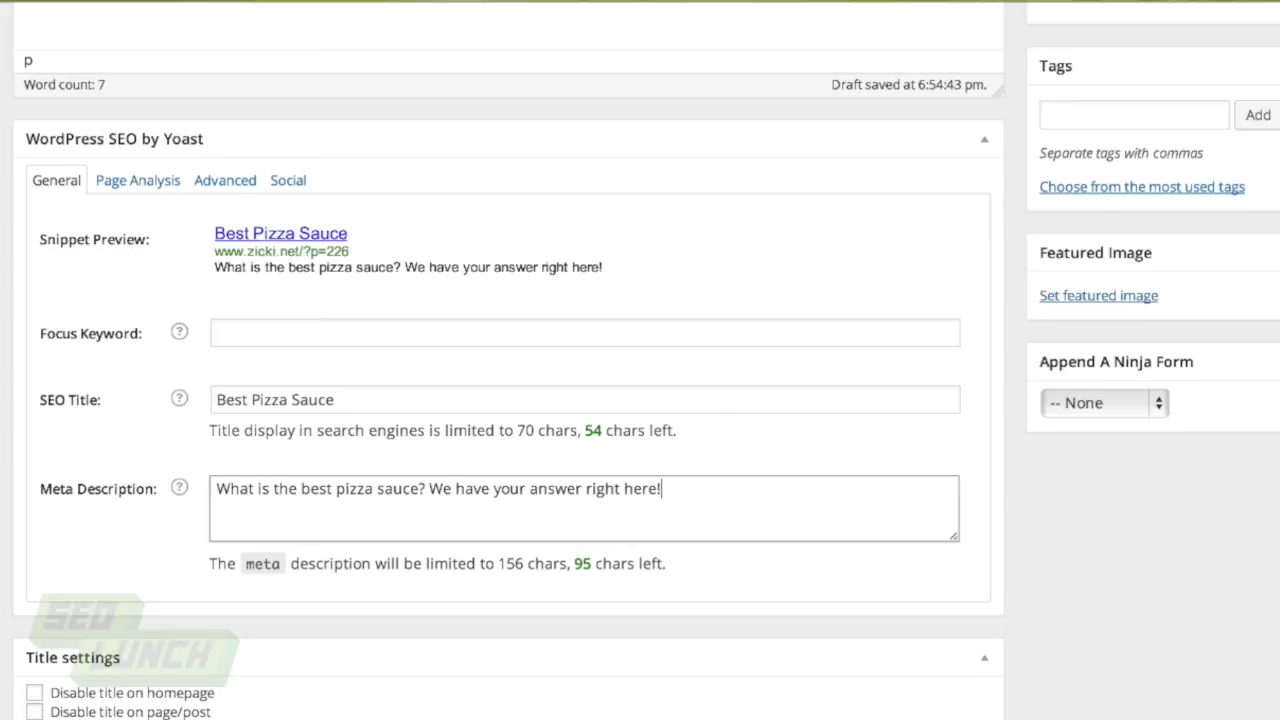 p
Word count: 7
Draft saved at 6:54:43 pm.
WordPress SEO by Yoast
General
Page Analysis
Advanced
Social
Snippet Preview:
Best Pizza Sauce
www.zicki.net/?p=226
What is the best pizza sauce? We have your answer right here!
Focus Keyword:
?
SEO Title:
?
Best Pizza Sauce
Title display in search engines is limited to 70 chars, 54 chars left.
Meta Description:
?
What is the best pizza sauce? We have your answer right here!
The meta description will be limited to 156 chars, 95 chars left.
SEO
LUNCH
Title settings
Disable title on homepage
Disable title on page/post
Tags
Add
Separate tags with commas
Choose from the most used tags
Featured Image
Set featured image
Append A Ninja Form
-- None